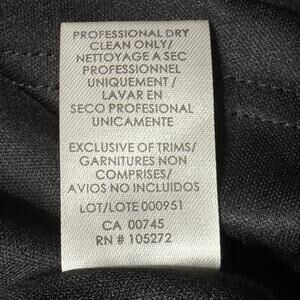 PROFESSIONAL DRY
CLEAN ONLY/
NETTOYAGE A SEC
PROFESSIONNEL
UNIQUEMENT /
LAVAR EN
SECO PROFESIONAL
UNICAMENTE
EXCLUSIVE OF TRIMS/
GARNITURES NON
COMPRISES/
AVIOS NO INCLUIDOS
LOT/LOTE 000951
CA 00745
RN # 105272